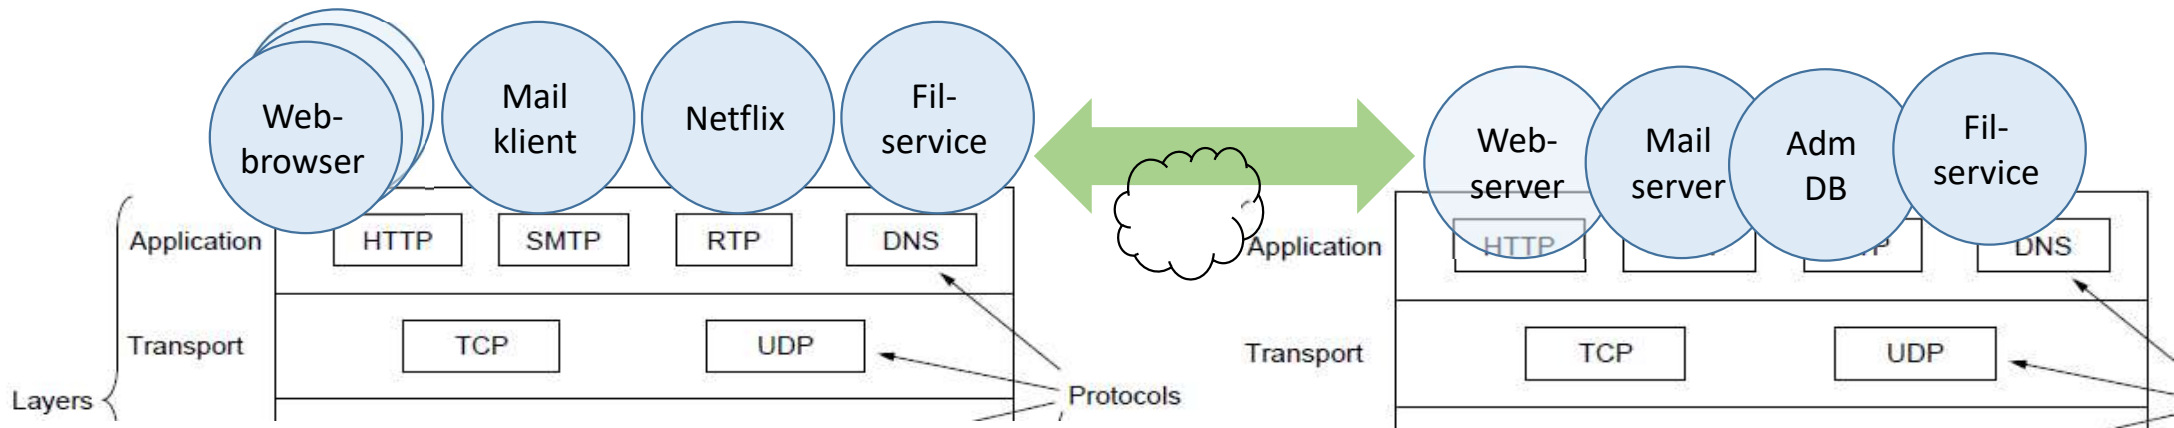 Web-
browser
Mail
klient
Netflix
Fil-
service
Web-
server
Mail
server
Adm
DB
Fil-
service
Application
HTTP
SMTP
RTP
DNS
Application
HTTP
DNS
Transport
TCP
UDP
Transport
TCP
UDP
Layers
Protocols